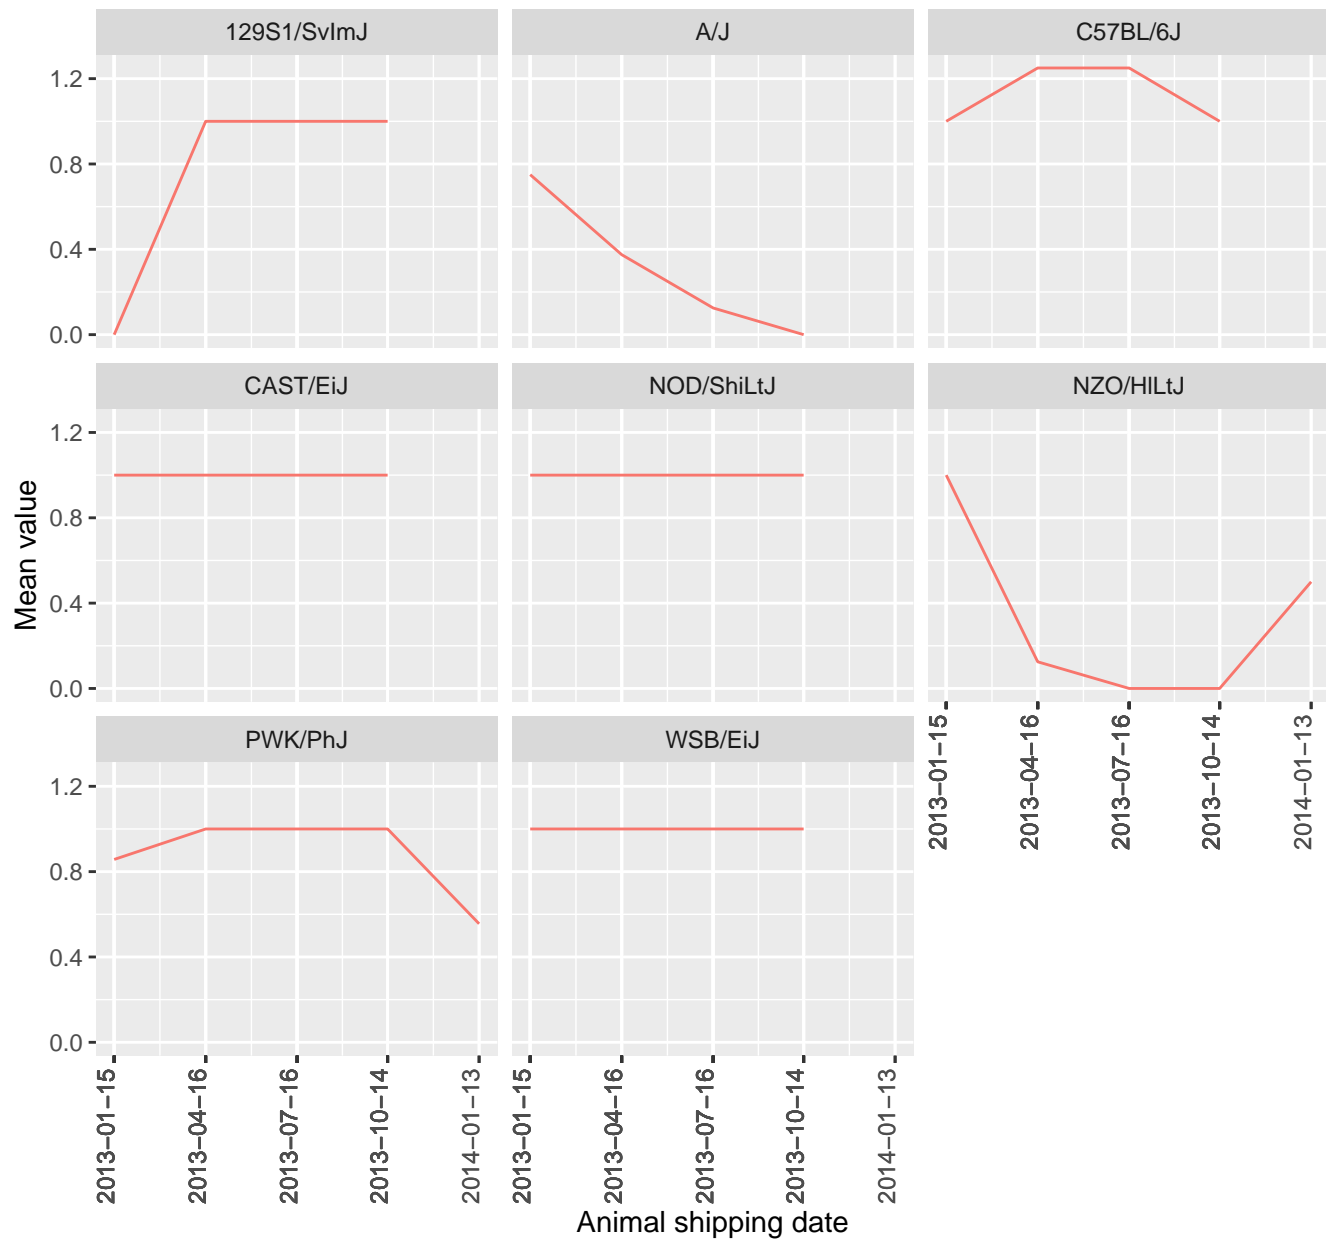 129S1/SvImJ
A/J
C57BL/6J
1.2
0.8
0.4
0.0
CAST/EiJ
NOD/ShiLtJ
NZO/HlLtJ
1.2
0.8
0.4
0.0
Mean value
PWK/PhJ
WSB/EiJ
2013−01−15
2013−04−16
2013−07−16
2013−10−14
2014−01−13
1.2
0.8
0.4
0.0
2013−01−15
2013−04−16
2013−07−16
2013−10−14
2014−01−13
2013−01−15
2013−04−16
2013−07−16
2013−10−14
2014−01−13
Animal shipping date